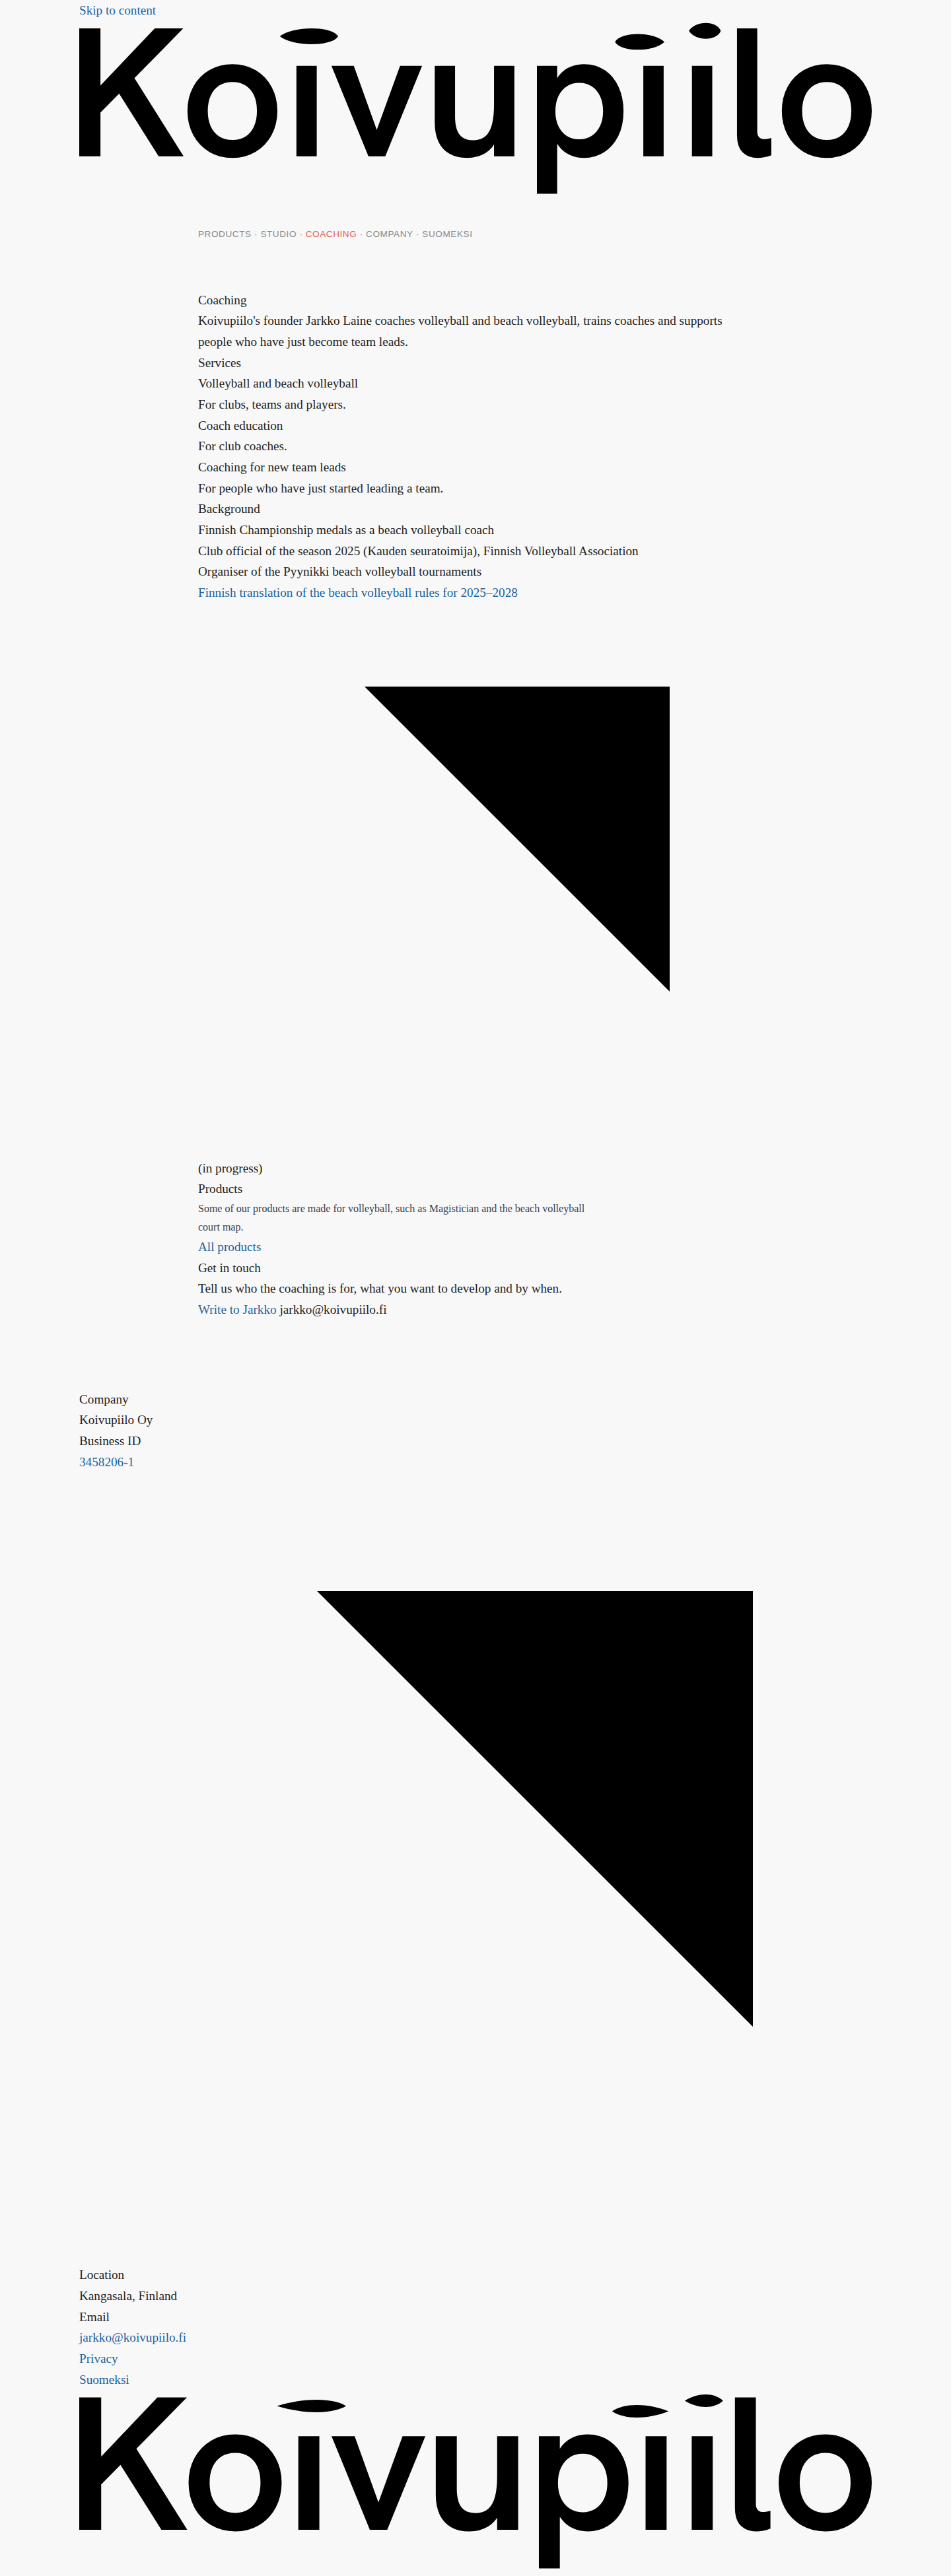 Skip to content
Koivupiilo
PRODUCTS · STUDIO · COACHING · COMPANY · SUOMEKSI
Coaching
Koivupiilo's founder Jarkko Laine coaches volleyball and beach volleyball, trains coaches and supports
people who have just become team leads.
Services
Volleyball and beach volleyball
For clubs, teams and players.
Coach education
For club coaches.
Coaching for new team leads
For people who have just started leading a team.
Background
Finnish Championship medals as a beach volleyball coach
Club official of the season 2025 (Kauden seuratoimija), Finnish Volleyball Association
Organiser of the Pyynikki beach volleyball tournaments
Finnish translation of the beach volleyball rules for 2025–2028
(in progress)
Products
Some of our products are made for volleyball, such as Magistician and the beach volleyball
court map.
All products
Get in touch
Tell us who the coaching is for, what you want to develop and by when.
Write to Jarkko jarkko@koivupiilo.fi
Company
Koivupiilo Oy
Business ID
3458206-1
Location
Kangasala, Finland
Email
jarkko@koivupiilo.fi
Privacy
Suomeksi
Koivupiilo